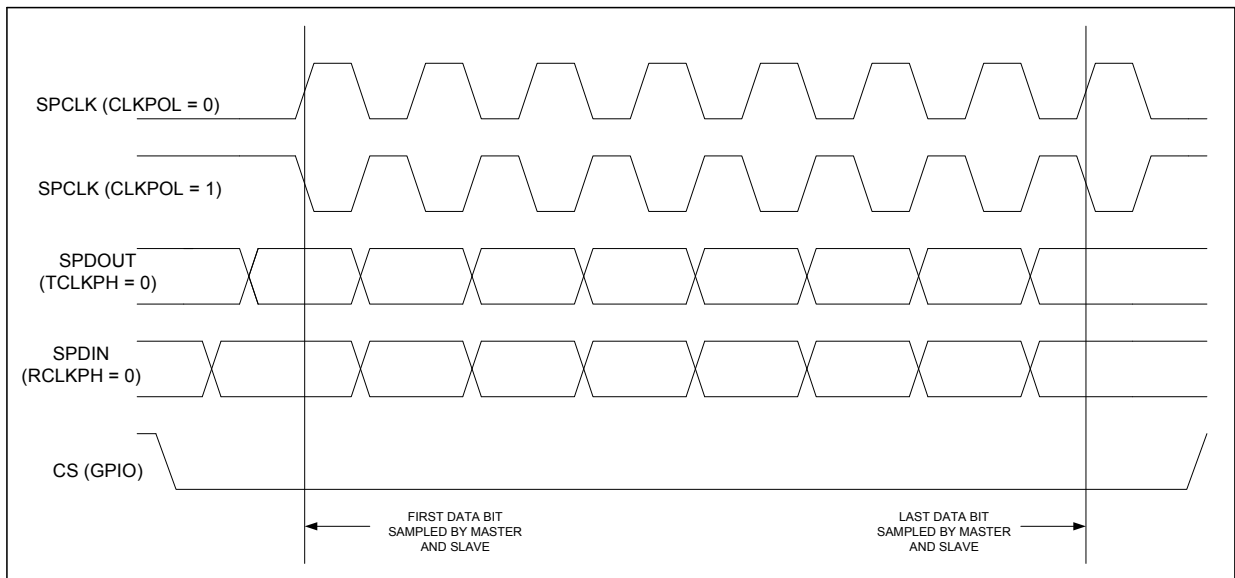 SPCLK (CLKPOL = 0)
SPCLK (CLKPOL = 1)
SPDOUT
(TCLKPH = 0)
SPDIN
(RCLKPH = 0)
CS (GPIO)
FIRST DATA BIT
SAMPLED BY MASTER
AND SLAVE
LAST DATA BIT
SAMPLED BY MASTER
AND SLAVE